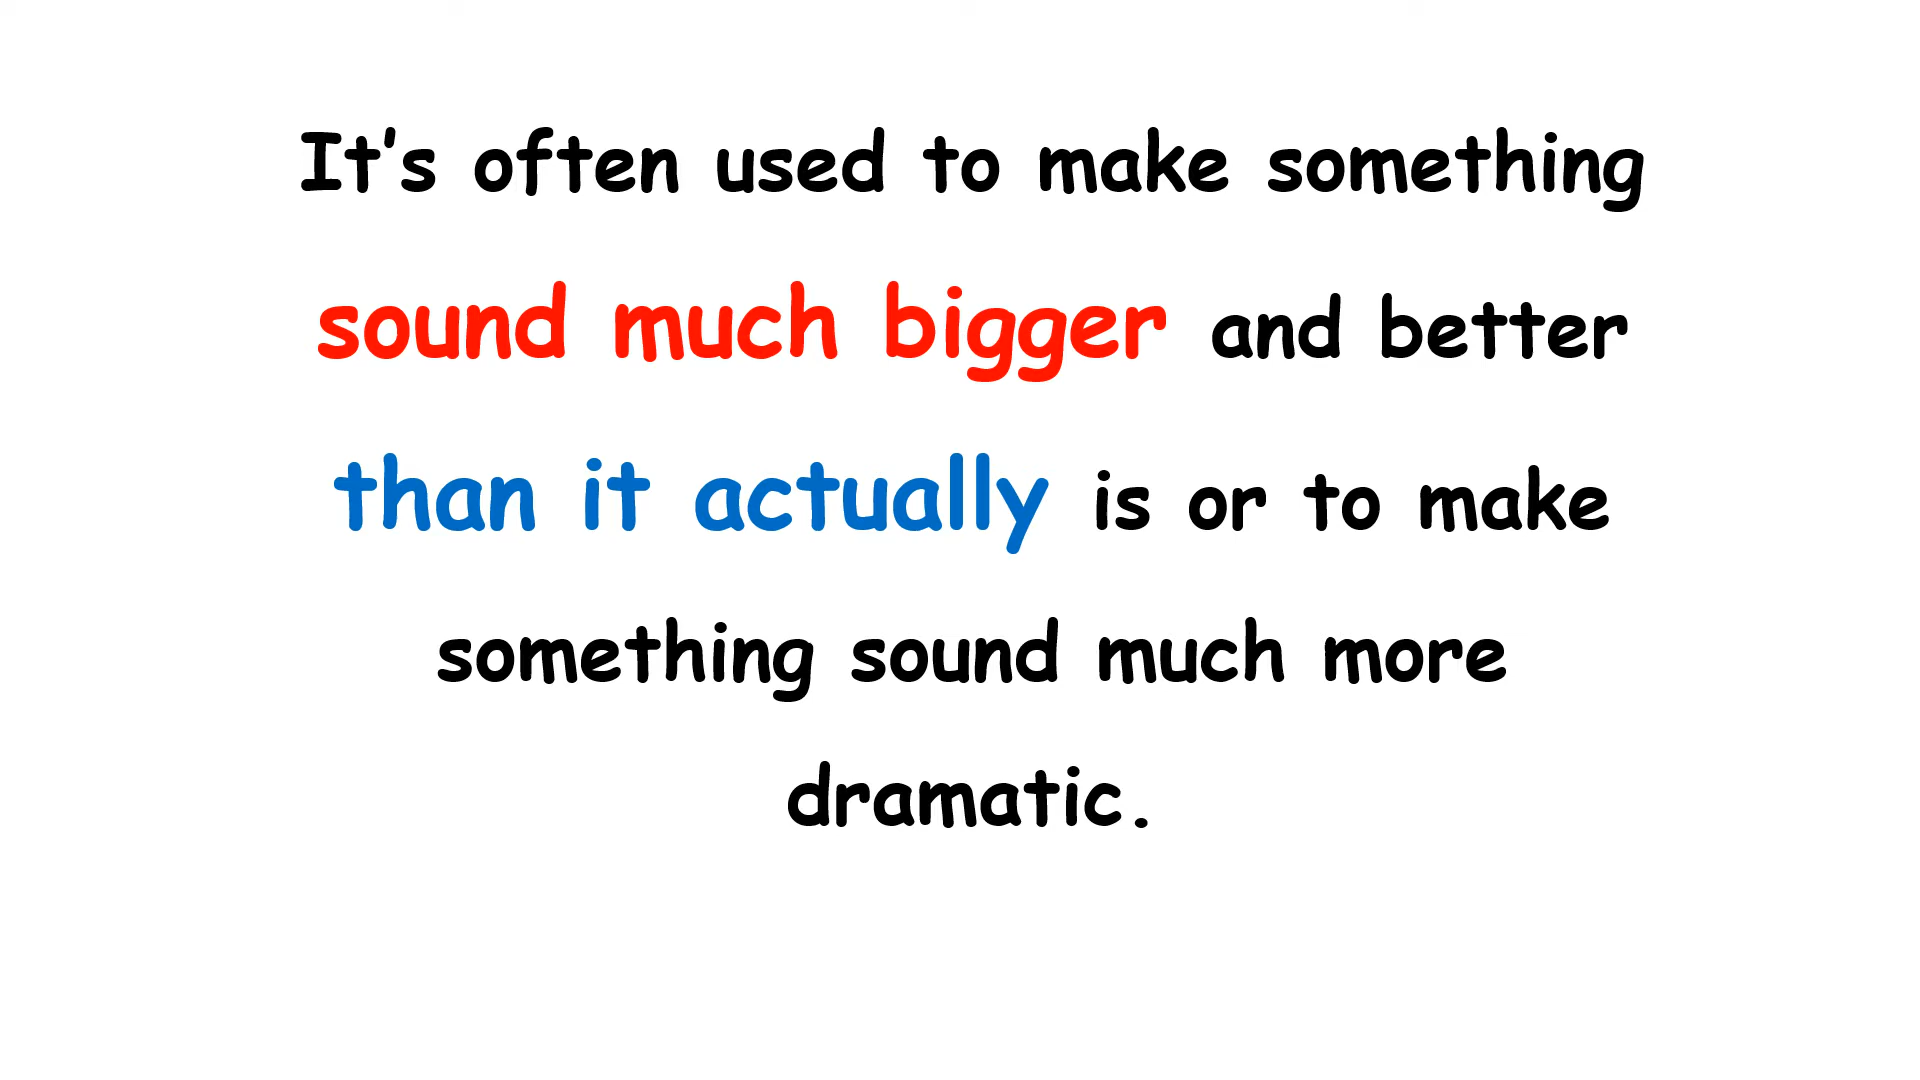 It's often used to make something
sound much bigger and better
than it actually is or to make
something sound much more
dramatic.